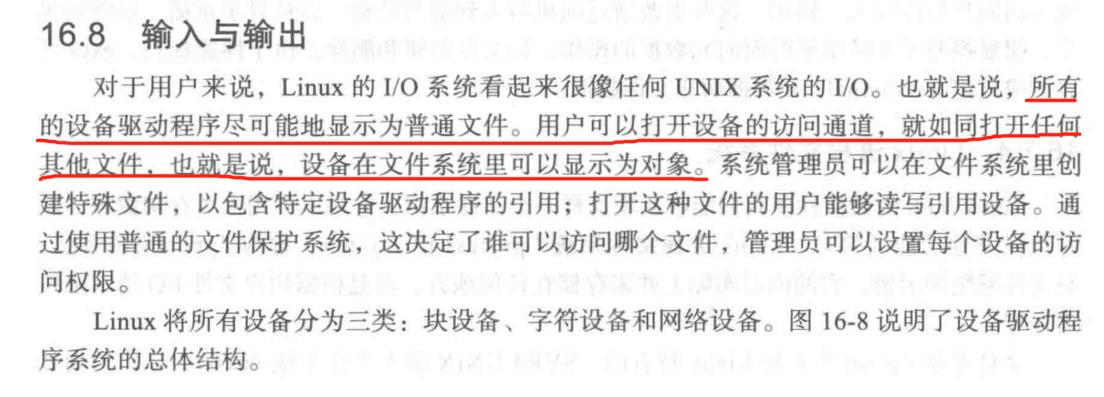 16.8 输入与输出
对于用户来说，Linux 的 I/O 系统看起来很像任何 UNIX 系统的 I/O。也就是说，所有
的设备驱动程序尽可能地显示为普通文件。用户可以打开设备的访问通道，就如同打开任何
其他文件，也就是说，设备在文件系统里可以显示为对象。系统管理员可以在文件系统里创
建特殊文件，以包含特定设备驱动程序的引用；打开这种文件的用户能够读写引用设备。通
过使用普通的文件保护系统，这决定了谁可以访问哪个文件，管理员可以设置每个设备的访
问权限。
Linux 将所有设备分为三类：块设备、字符设备和网络设备。图 16-8 说明了设备驱动程
序系统的总体结构。